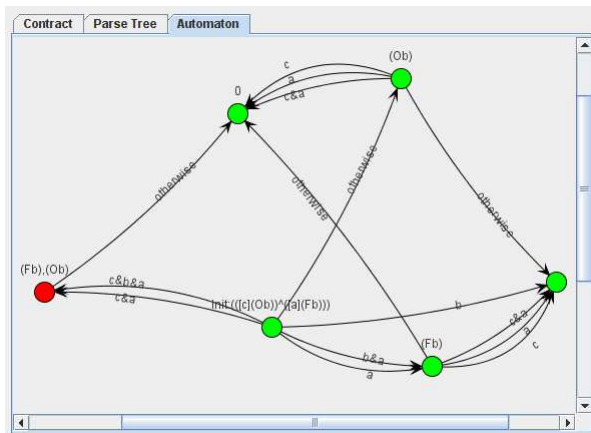 Contract
Parse Tree
Automaton
(Ob)
c
a
c&a
0
otherwise
otherwise
otherwise
otherwise
(Fb),(Ob)
c&b&a
c&a
Init:(([c](Ob))^([a](Fb)))
b
b&a
a
(Fb)
c&a
a
c